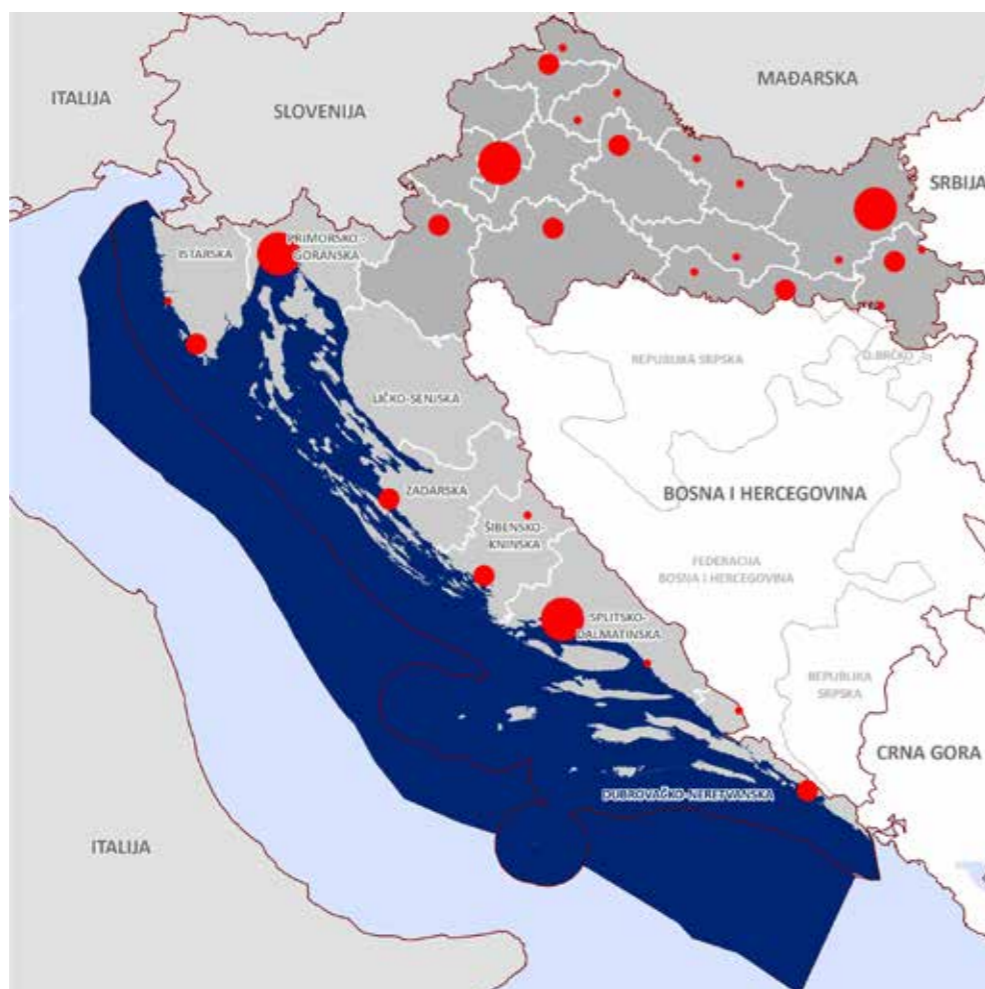 MAĐARSKA
ITALIJA
SLOVENIJA
SRBIJA
PRIMORSKO-
GORANSKA
ISTARSKA
REPUBLIKA SRPSKA
D.BRČKO
LIČKO-SENJSKA
ZADARSKA
BOSNA I HERCEGOVINA
ŠIBENSKO-
KNINSKA
FEDERACIJA
BOSNA I HERCEGOVINA
SPLITSKO-
DALMATINSKA
REPUBLIKA
SRPSKA
CRNA GORA
DUBROVAČKO-NERETVANSKA
ITALIJA